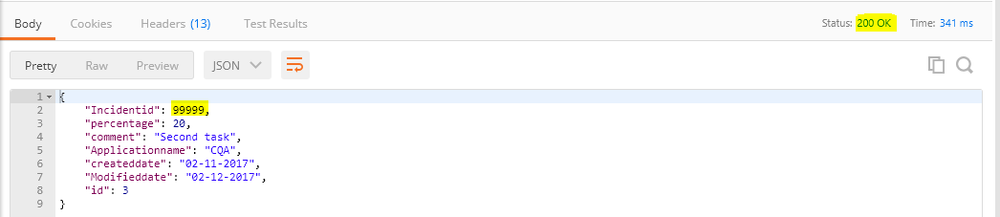 Body Cookies Headers (13) Test Results Status: 200 OK Time: 341 ms
Pretty Raw Preview JSON
1 {
2 "Incidentid": 99999,
3 "percentage": 20,
4 "comment": "Second task",
5 "Applicationname": "CQA",
6 "createddate": "02-11-2017",
7 "Modifieddate": "02-12-2017",
8 "id": 3
9 }